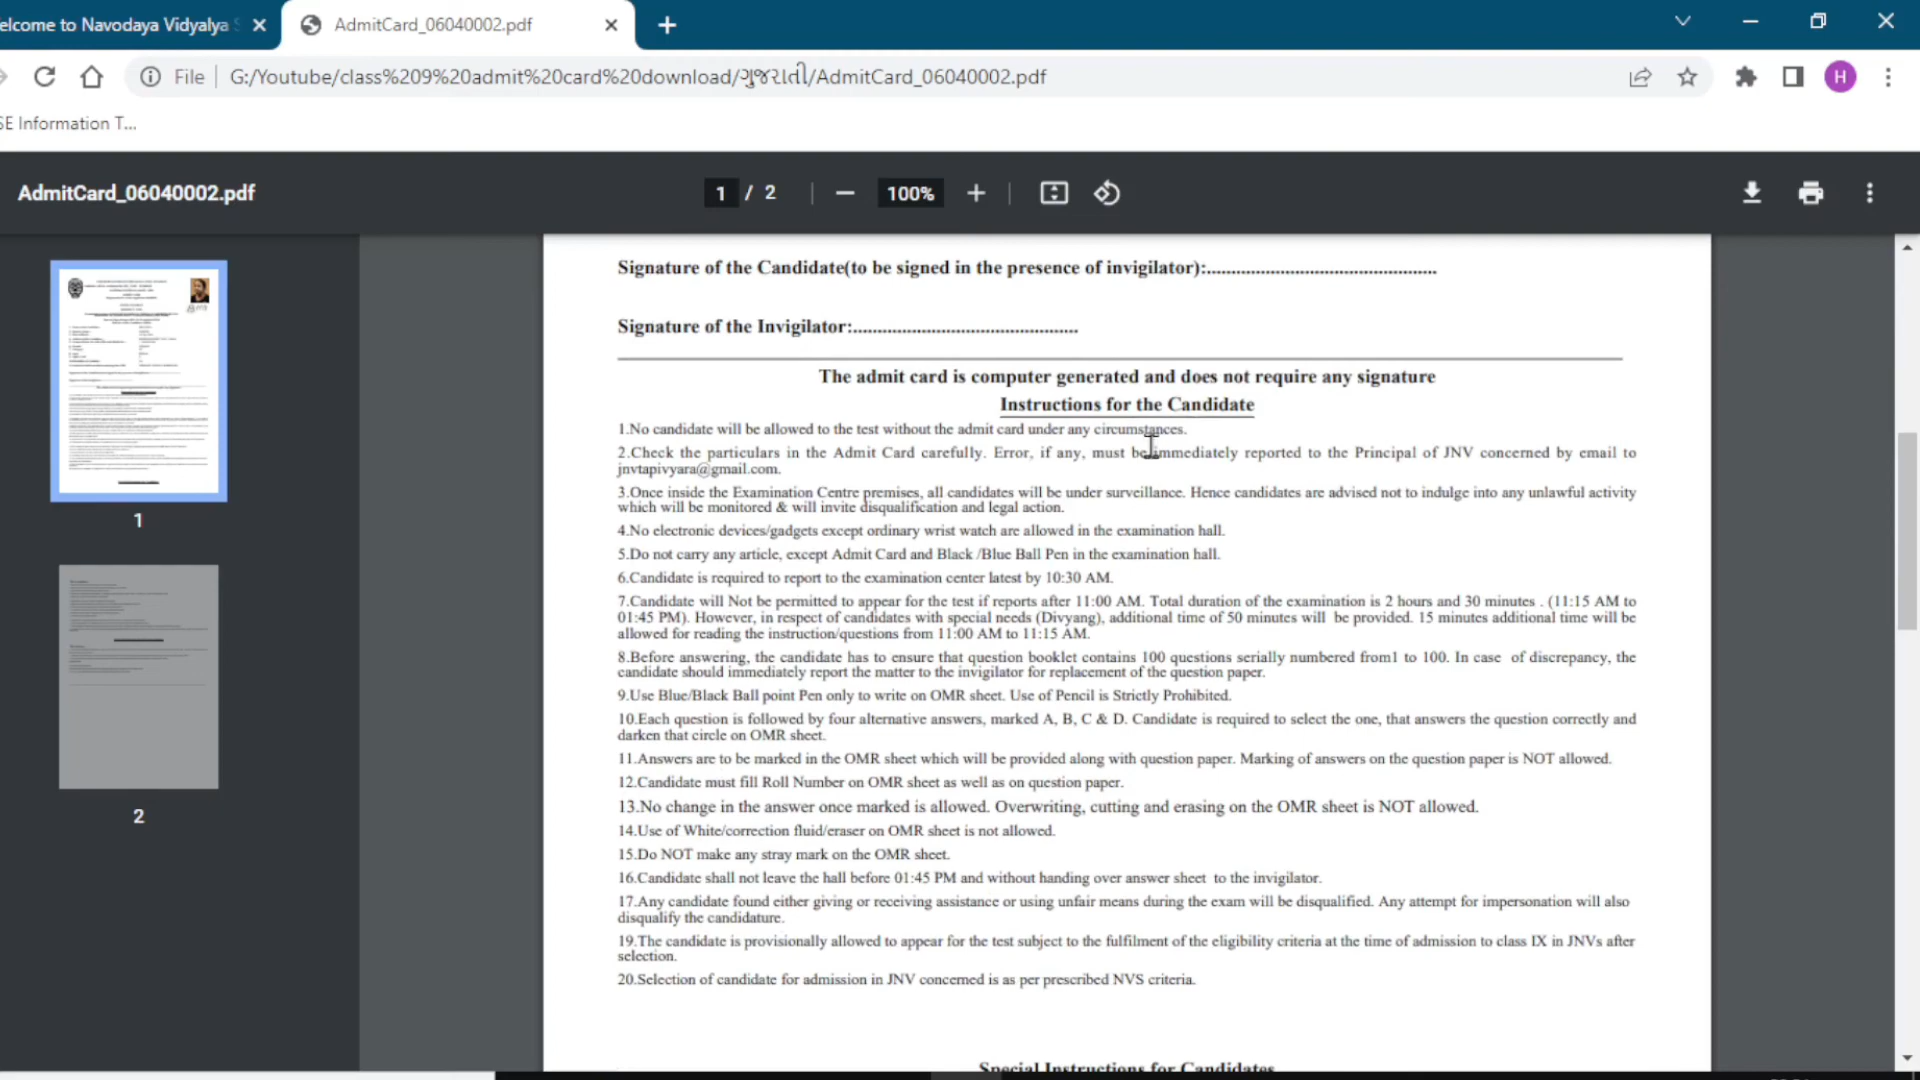 elcome to Navodaya Vidyalya S
AdmitCard_06040002.pdf
File
G:/Youtube/class%209%20admit%20card%20download/ગુજરાતી/AdmitCard_06040002.pdf
H
SE Information T...
AdmitCard_06040002.pdf
1 / 2
100%
Signature of the Candidate(to be signed in the presence of invigilator):..............................................
Signature of the Invigilator:.............................................
The admit card is computer generated and does not require any signature
Instructions for the Candidate
1.No candidate will be allowed to the test without the admit card under any circumstances.
2.Check the particulars in the Admit Card carefully. Error, if any, must be immediately reported to the Principal of JNV concerned by email to
jnvtapivyara@gmail.com.
3.Once inside the Examination Centre premises, all candidates will be under surveillance. Hence candidates are advised not to indulge into any unlawful activity
which will be monitored & will invite disqualification and legal action.
4.No electronic devices/gadgets except ordinary wrist watch are allowed in the examination hall.
5.Do not carry any article, except Admit Card and Black /Blue Ball Pen in the examination hall.
6.Candidate is required to report to the examination center latest by 10:30 AM.
7.Candidate will Not be permitted to appear for the test if reports after 11:00 AM. Total duration of the examination is 2 hours and 30 minutes . (11:15 AM to
01:45 PM). However, in respect of candidates with special needs (Divyang), additional time of 50 minutes will be provided. 15 minutes additional time will be
allowed for reading the instruction/questions from 11:00 AM to 11:15 AM.
8.Before answering, the candidate has to ensure that question booklet contains 100 questions serially numbered from1 to 100. In case of discrepancy, the
candidate should immediately report the matter to the invigilator for replacement of the question paper.
9.Use Blue/Black Ball point Pen only to write on OMR sheet. Use of Pencil is Strictly Prohibited.
10.Each question is followed by four alternative answers, marked A, B, C & D. Candidate is required to select the one, that answers the question correctly and
darken that circle on OMR sheet.
11.Answers are to be marked in the OMR sheet which will be provided along with question paper. Marking of answers on the question paper is NOT allowed.
12.Candidate must fill Roll Number on OMR sheet as well as on question paper.
13.No change in the answer once marked is allowed. Overwriting, cutting and erasing on the OMR sheet is NOT allowed.
14.Use of White/correction fluid/eraser on OMR sheet is not allowed.
15.Do NOT make any stray mark on the OMR sheet.
16.Candidate shall not leave the hall before 01:45 PM and without handing over answer sheet to the invigilator.
17.Any candidate found either giving or receiving assistance or using unfair means during the exam will be disqualified. Any attempt for impersonation will also
disqualify the candidature.
19.The candidate is provisionally allowed to appear for the test subject to the fulfilment of the eligibility criteria at the time of admission to class IX in JNVs after
selection.
20.Selection of candidate for admission in JNV concerned is as per prescribed NVS criteria.
Special Instructions for Candidates
1
2